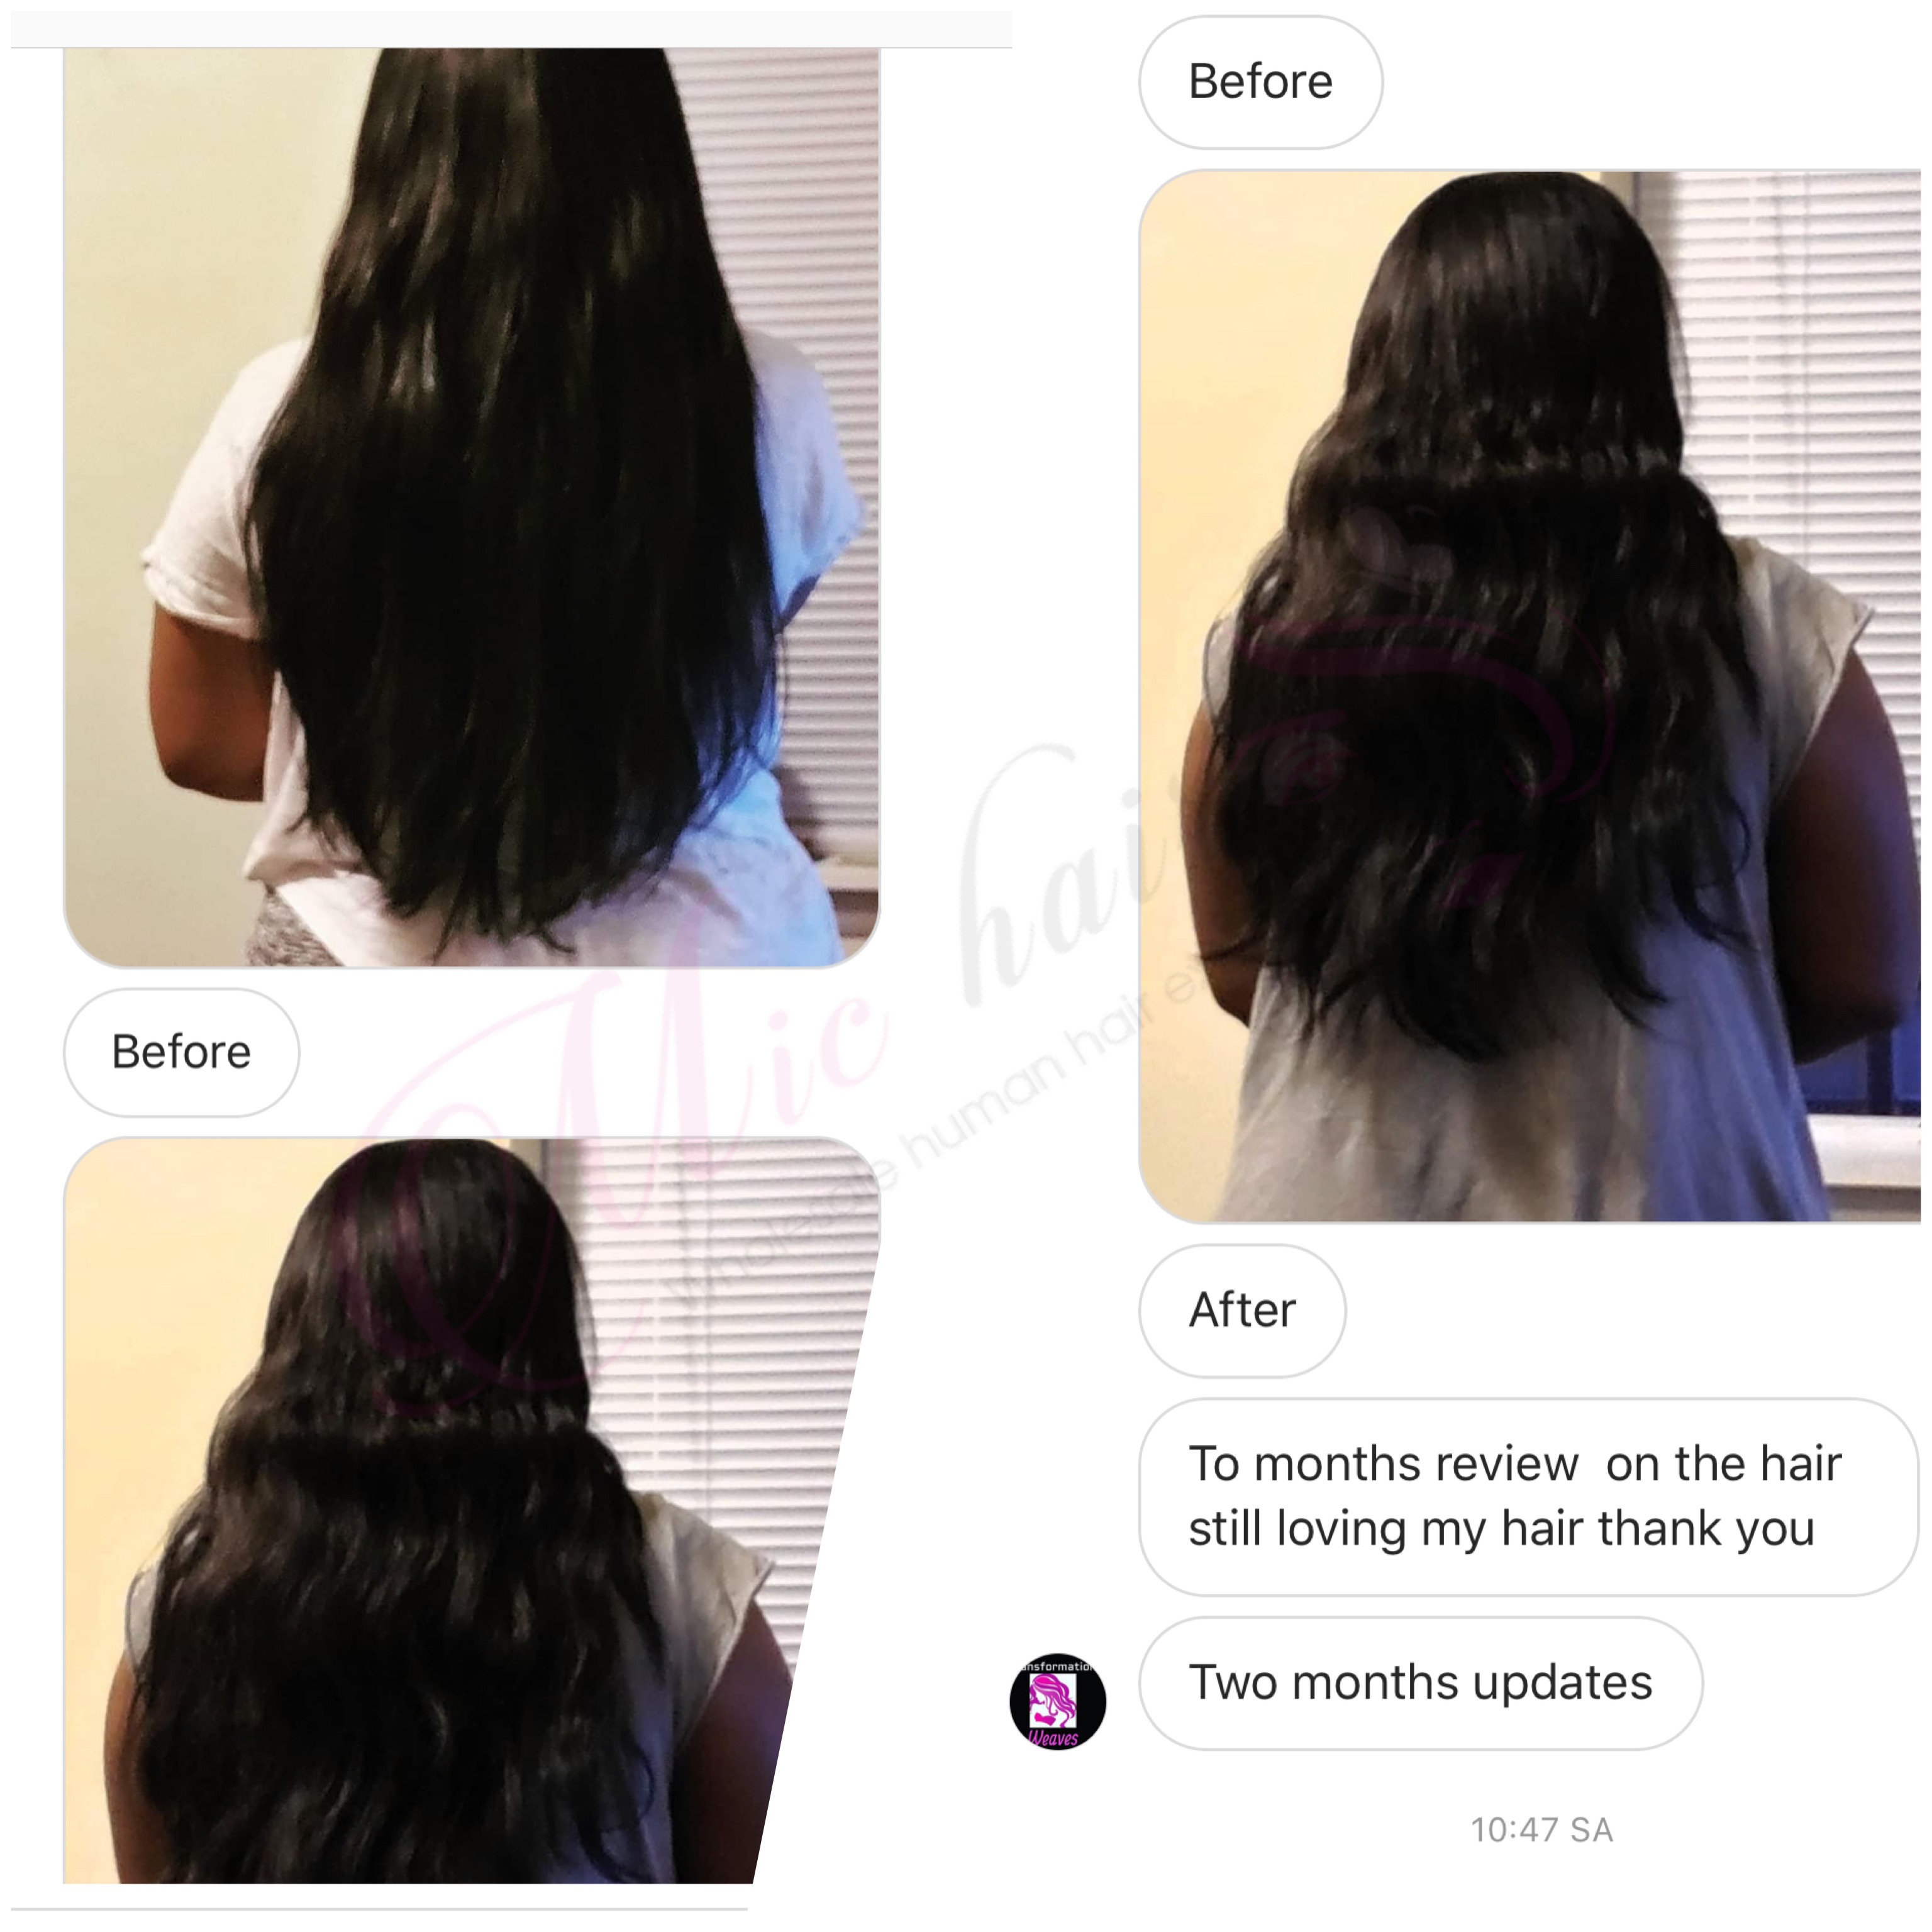 Before
Before
After
To months review  on the hair
still loving my hair thank you
Two months updates
10:47 SA
Mic hair
Wholesale human hair
nsformation
Weaves